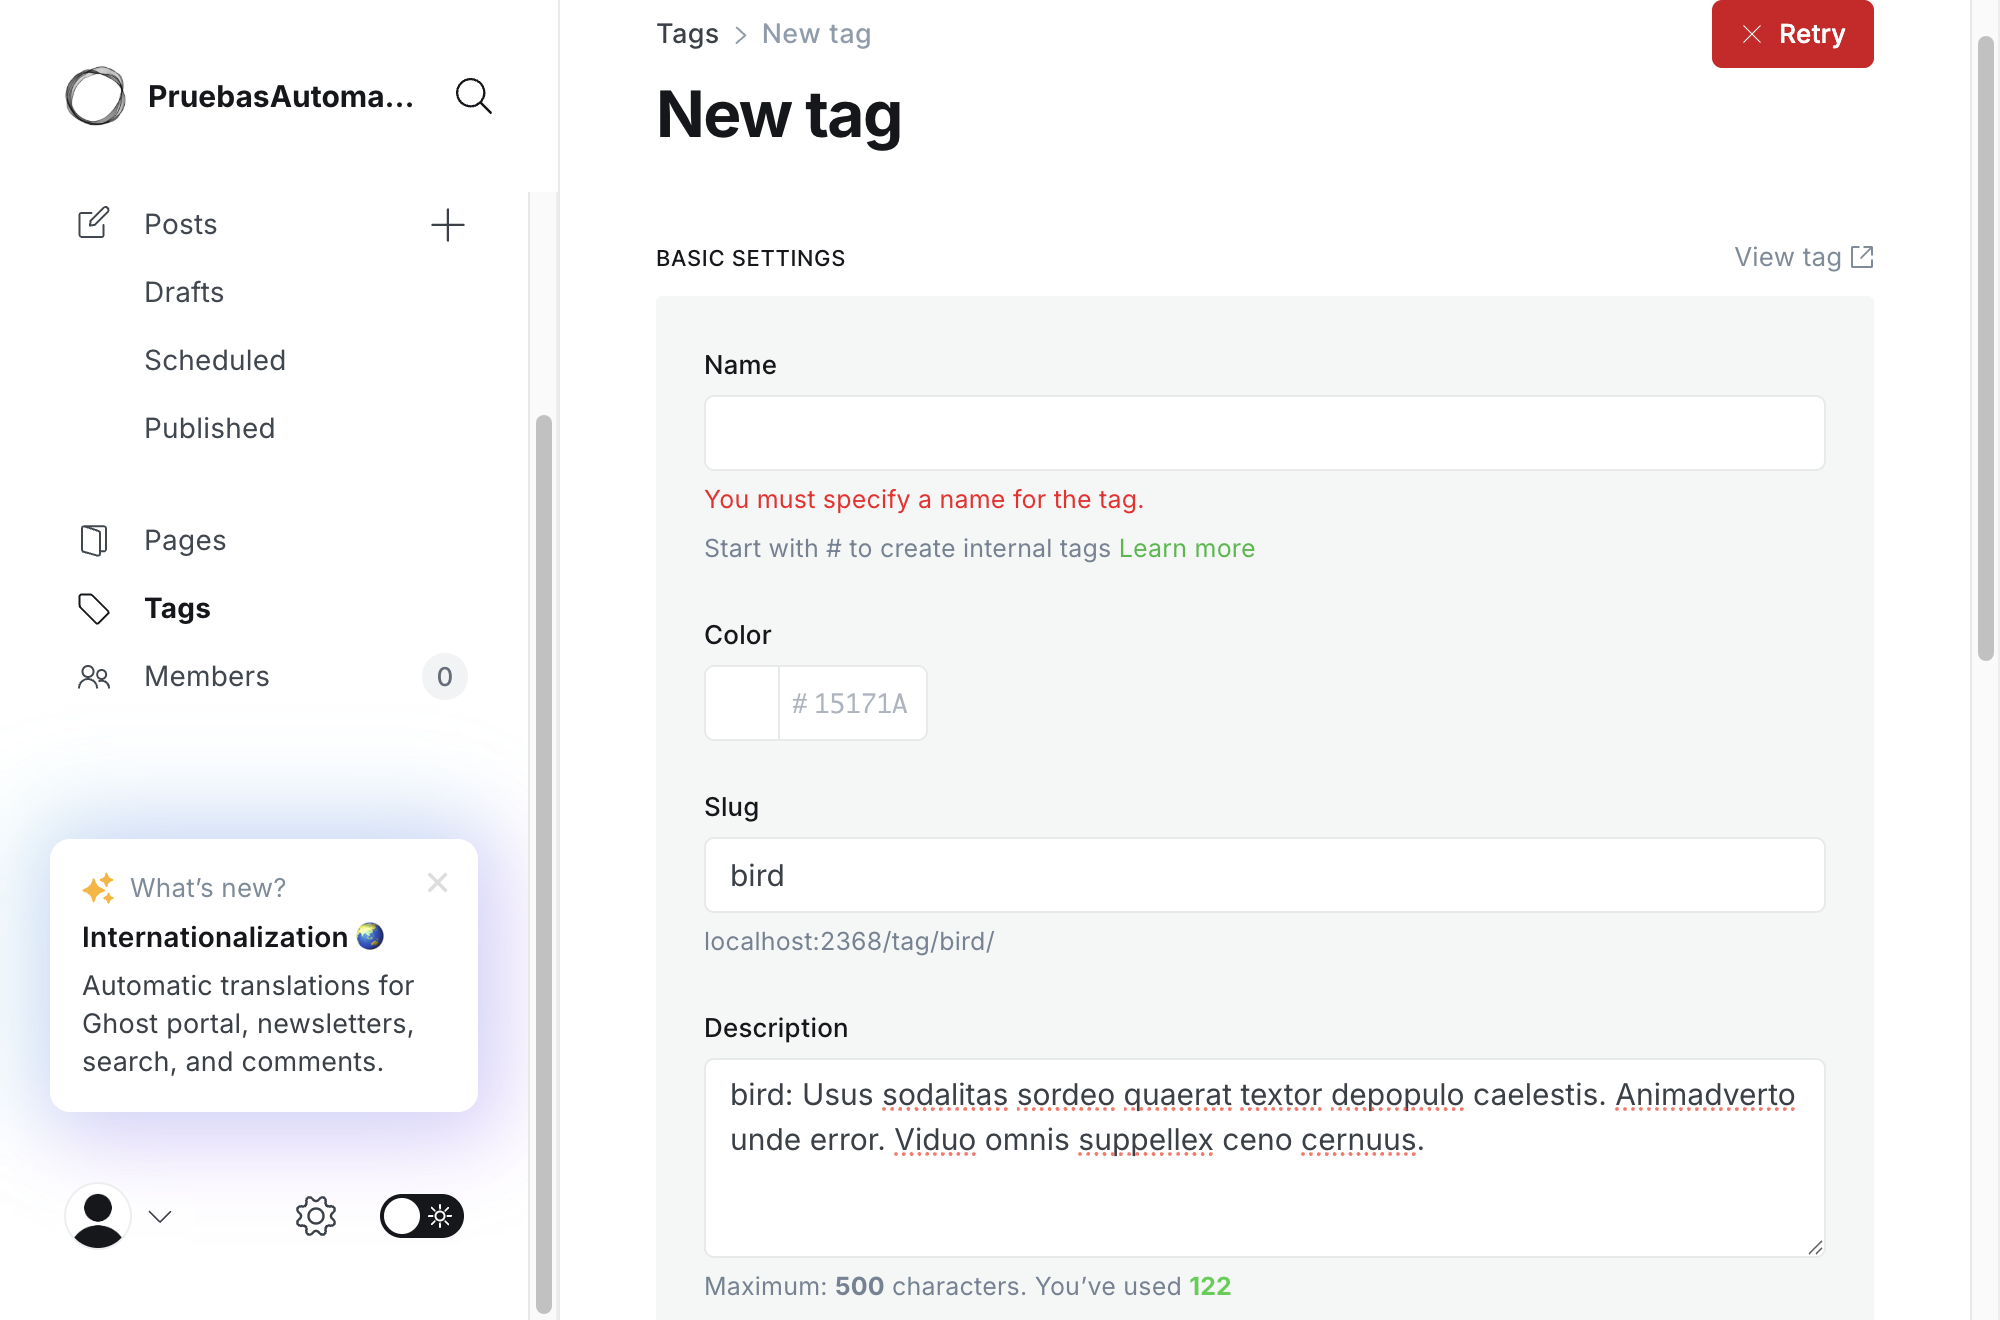 PruebasAutoma...
Posts
Drafts
Scheduled
Published
Pages
Tags
Members
0
What's new?
Internationalization
Automatic translations for
Ghost portal, newsletters,
search, and comments.
Tags > New tag
Retry
New tag
BASIC SETTINGS
View tag
Name
You must specify a name for the tag.
Start with # to create internal tags Learn more
Color
# 15171A
Slug
bird
localhost:2368/tag/bird/
Description
bird: Usus sodalitas sordeo quaerat textor depopulo caelestis. Animadverto
unde error. Viduo omnis suppellex ceno cernuus.
Maximum: 500 characters. You've used 122